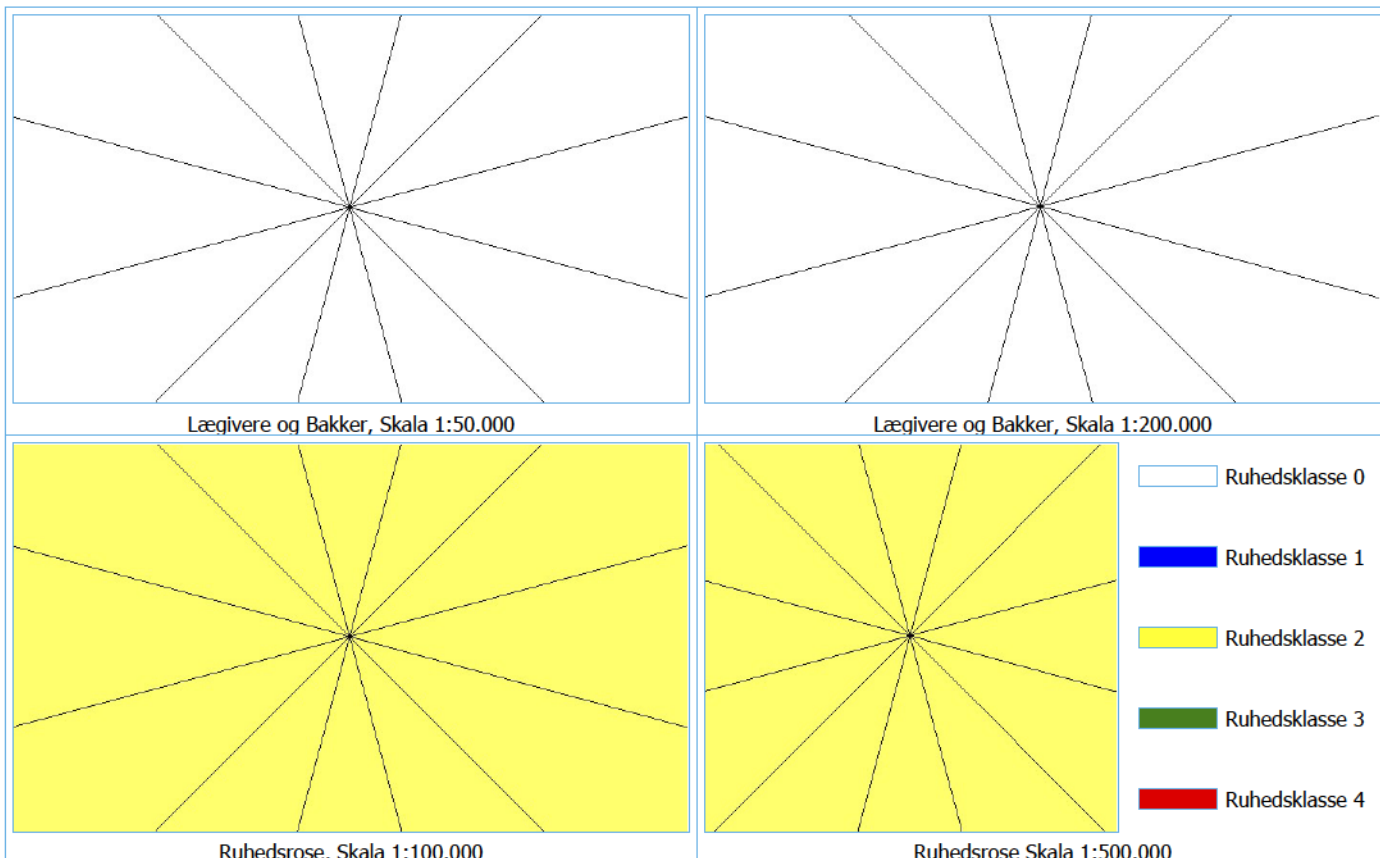 Lægivere og Bakker, Skala 1:50.000
Lægivere og Bakker, Skala 1:200.000
Ruhedsklasse 0
Ruhedsklasse 1
Ruhedsklasse 2
Ruhedsklasse 3
Ruhedsklasse 4
Ruhedsrose, Skala 1:100.000
Ruhedsrose Skala 1:500.000